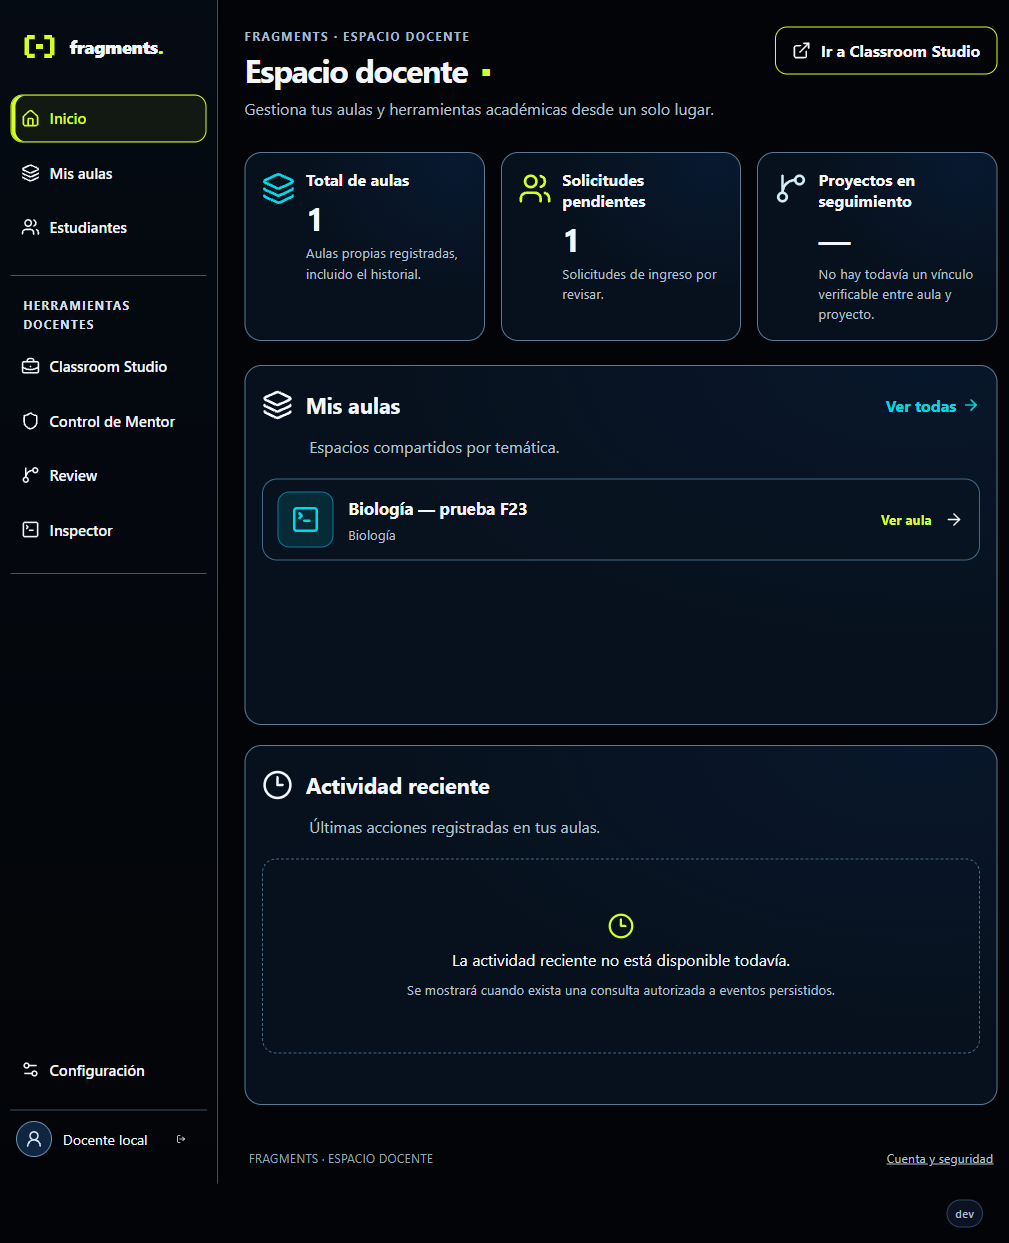 fragments.
Inicio
Mis aulas
Estudiantes
HERRAMIENTAS
DOCENTES
Classroom Studio
Control de Mentor
Review
Inspector
Configuración
Docente local
FRAGMENTS · ESPACIO DOCENTE
Espacio docente
Gestiona tus aulas y herramientas académicas desde un solo lugar.
Ir a Classroom Studio
Total de aulas
1
Aulas propias registradas,
incluido el historial.
Solicitudes
pendientes
1
Solicitudes de ingreso por
revisar.
Proyectos en
seguimiento
—
No hay todavía un vínculo
verificable entre aula y
proyecto.
Mis aulas
Ver todas
Espacios compartidos por temática.
Biología — prueba F23
Biología
Ver aula
Actividad reciente
Últimas acciones registradas en tus aulas.
La actividad reciente no está disponible todavía.
Se mostrará cuando exista una consulta autorizada a eventos persistidos.
FRAGMENTS · ESPACIO DOCENTE
Cuenta y seguridad
dev